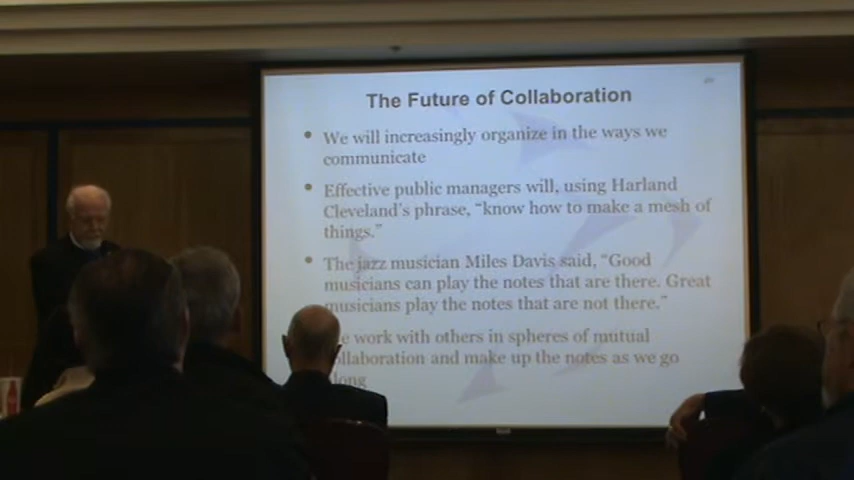 The Future of Collaboration
• We will increasingly organize in the ways we
communicate
• Effective public managers will, using Harland
Cleveland's phrase, "know how to make a mesh of
things."
• The jazz musician Miles Davis said, "Good
musicians can play the notes that are there. Great
musicians play the notes that are not there."
work with others in spheres of mutual
and make up the notes as we go